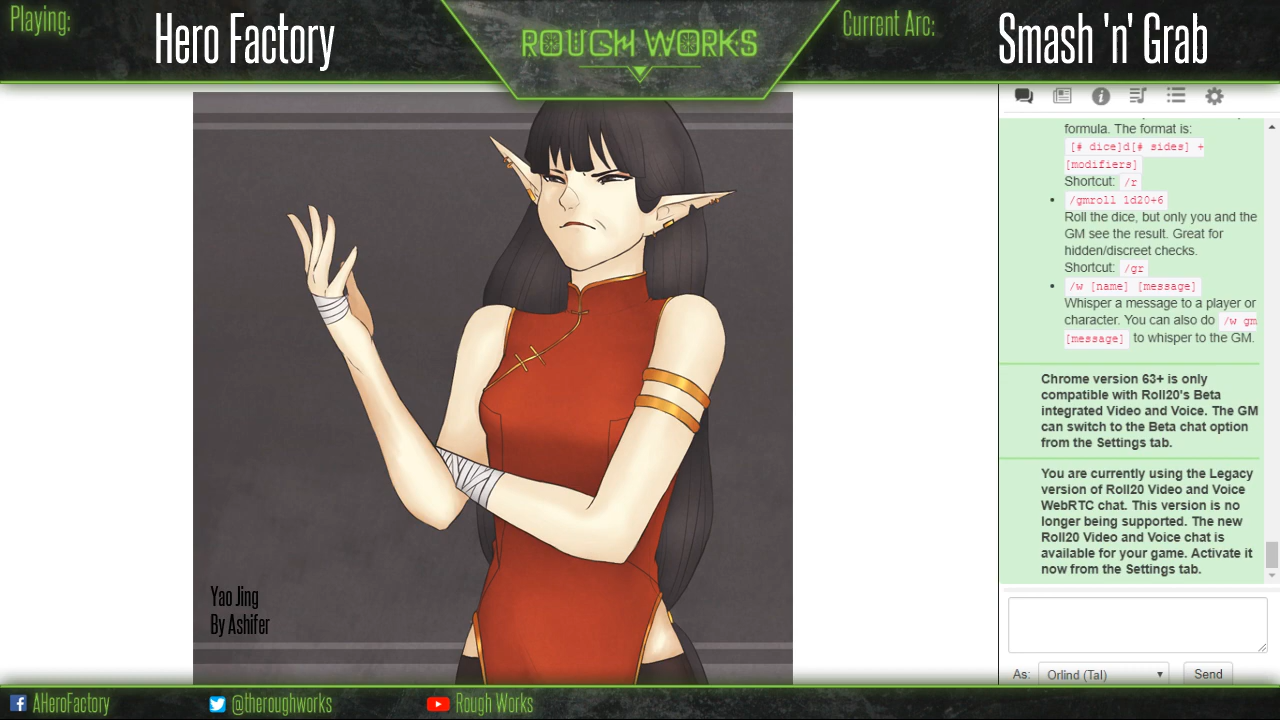 Playing:
Hero Factory
ROUGH WORKS
Current Arc:
Smash 'n' Grab
formula. The format is:
[# dice]d[# sides] +
[modifiers]
Shortcut: /r
• /gmroll 1d20+6
Roll the dice, but only you and the
GM see the result. Great for
hidden/discreet checks.
Shortcut: /gr
• /w [name] [message]
Whisper a message to a player or
character. You can also do /w gm
[message] to whisper to the GM.
Chrome version 63+ is only
compatible with Roll20's Beta
integrated Video and Voice. The GM
can switch to the Beta chat option
from the Settings tab.
You are currently using the Legacy
version of Roll20 Video and Voice
WebRTC chat. This version is no
longer being supported. The new
Roll20 Video and Voice chat is
available for your game. Activate it
now from the Settings tab.
Yao Jing
By Ashifer
As: Orlind (Tal) Send
AHeroFactory
@theroughworks
Rough Works